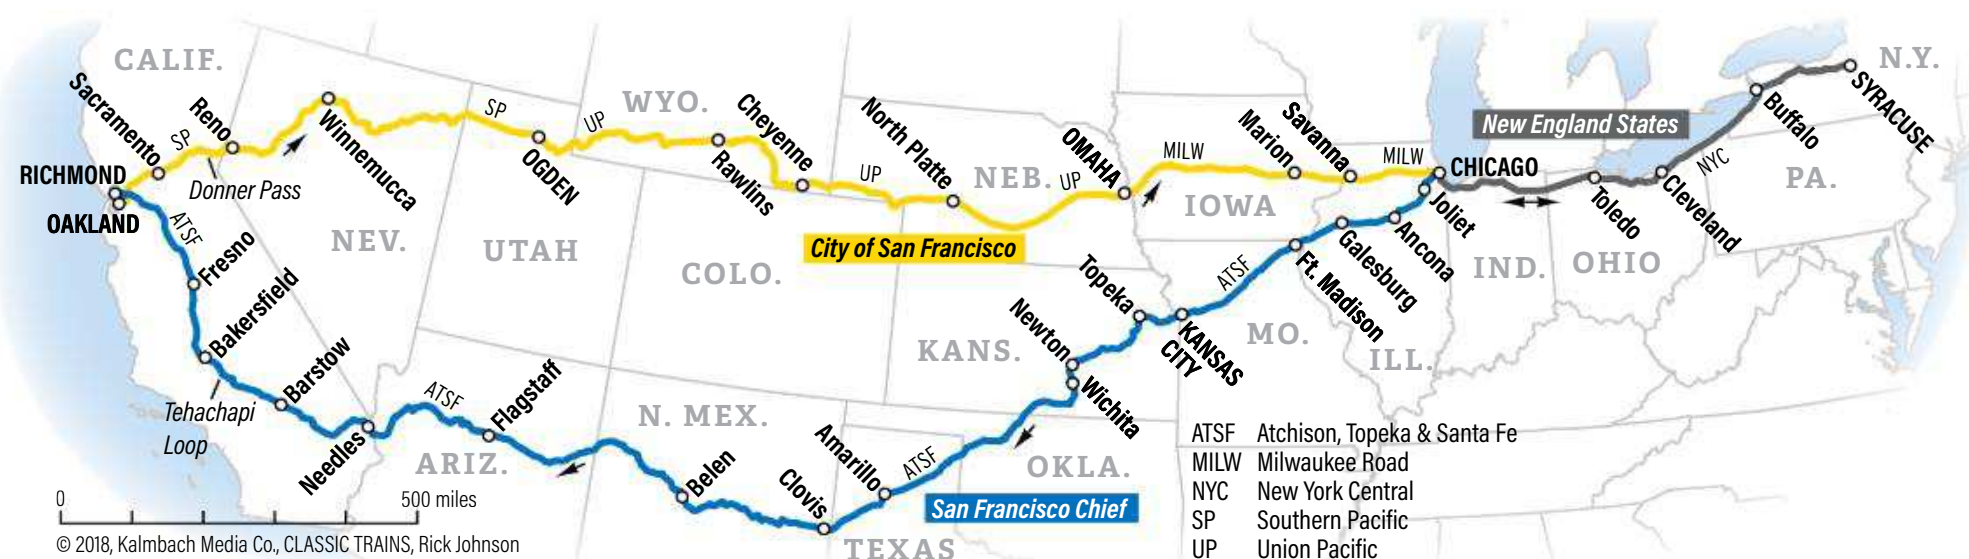 CALIF.
Sacramento
SP
Reno
RICHMOND
OAKLAND
Donner Pass
Winnemucca
SP
OGDEN
UP
WYO.
Rawlins
Cheyenne
UP
North Platte
NEB.
UP
OMAHA
City of San Francisco
MILW
IOWA
Marion
Savanna
MILW
CHICAGO
New England States
Toledo
Cleveland
NYC
Buffalo
SYRACUSE
N.Y.
PA.
OHIO
IND.
ILL.
Joliet
Ancona
Galesburg
Ft. Madison
ATSF
MO.
KANSAS
CITY
Topeka
Newton
KANS.
Wichita
COLO.
UTAH
NEV.
ATSF
Fresno
Bakersfield
Tehachapi
Loop
Barstow
Needles
ATSF
Flagstaff
ARIZ.
N. MEX.
Belen
Clovis
Amarillo
ATSF
OKLA.
San Francisco Chief
TEXAS
ATSF Atchison, Topeka & Santa Fe
MILW Milwaukee Road
NYC New York Central
SP Southern Pacific
UP Union Pacific
0 500 miles
© 2018, Kalmbach Media Co., CLASSIC TRAINS, Rick Johnson